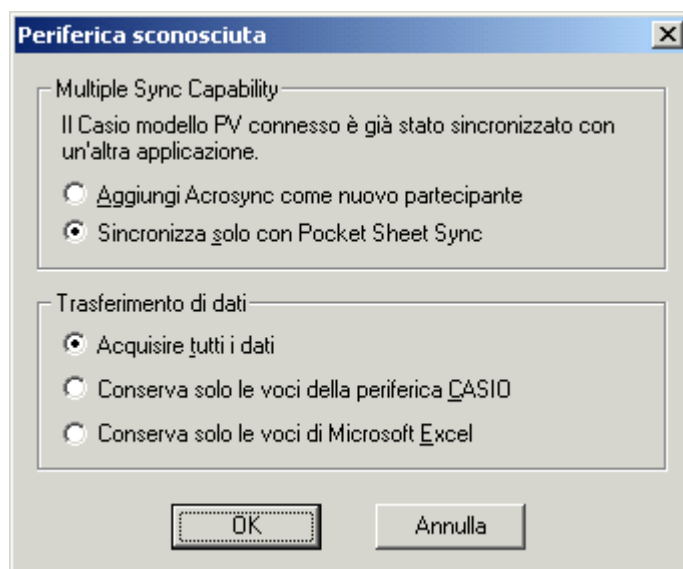 Periferica sconosciuta
Multiple Sync Capability
Il Casio modello PV connesso è già stato sincronizzato con
un'altra applicazione.
Aggiungi Acrosync come nuovo partecipante
Sincronizza solo con Pocket Sheet Sync
Trasferimento di dati
Acquisire tutti i dati
Conserva solo le voci della periferica CASIO
Conserva solo le voci di Microsoft Excel
OK
Annulla